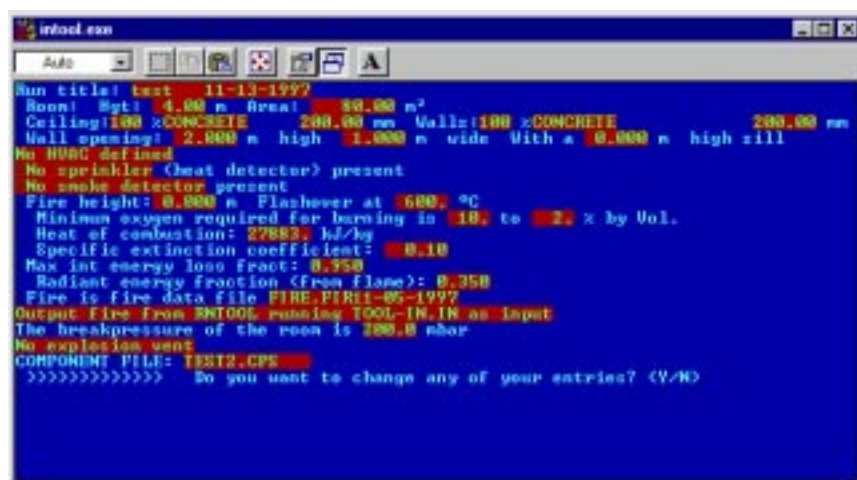 intool.exe
Auto A
Run title: test 11-13-1997
Room: Hgt: 4.00 m Area: 80.00 m²
Ceiling:100 %CONCRETE 200.00 mm Walls:100 %CONCRETE 200.00 mm
Wall opening: 2.000 m high 1.000 m wide With a 0.000 m high sill
No HVAC defined
No sprinkler (heat detector) present
No smoke detector present
Fire height: 0.000 m Flashover at 600. ºC
Minimum oxygen required for burning is 10. to 2. % by Vol.
Heat of combustion: 27883. kJ/kg
Specific extinction coefficient: 0.10
Max int energy loss fract: 0.950
Radiant energy fraction (from flame): 0.350
Fire is fire data file FIRE.FIR11-05-1997
Output fire from RNTOOL running TOOL-IN.IN as input
The breakpressure of the room is 200.0 mbar
No explosion vent
COMPONENT FILE: TEST2.CPS
>>>>>>>>>>>>> Do you want to change any of your entries? (Y/N)